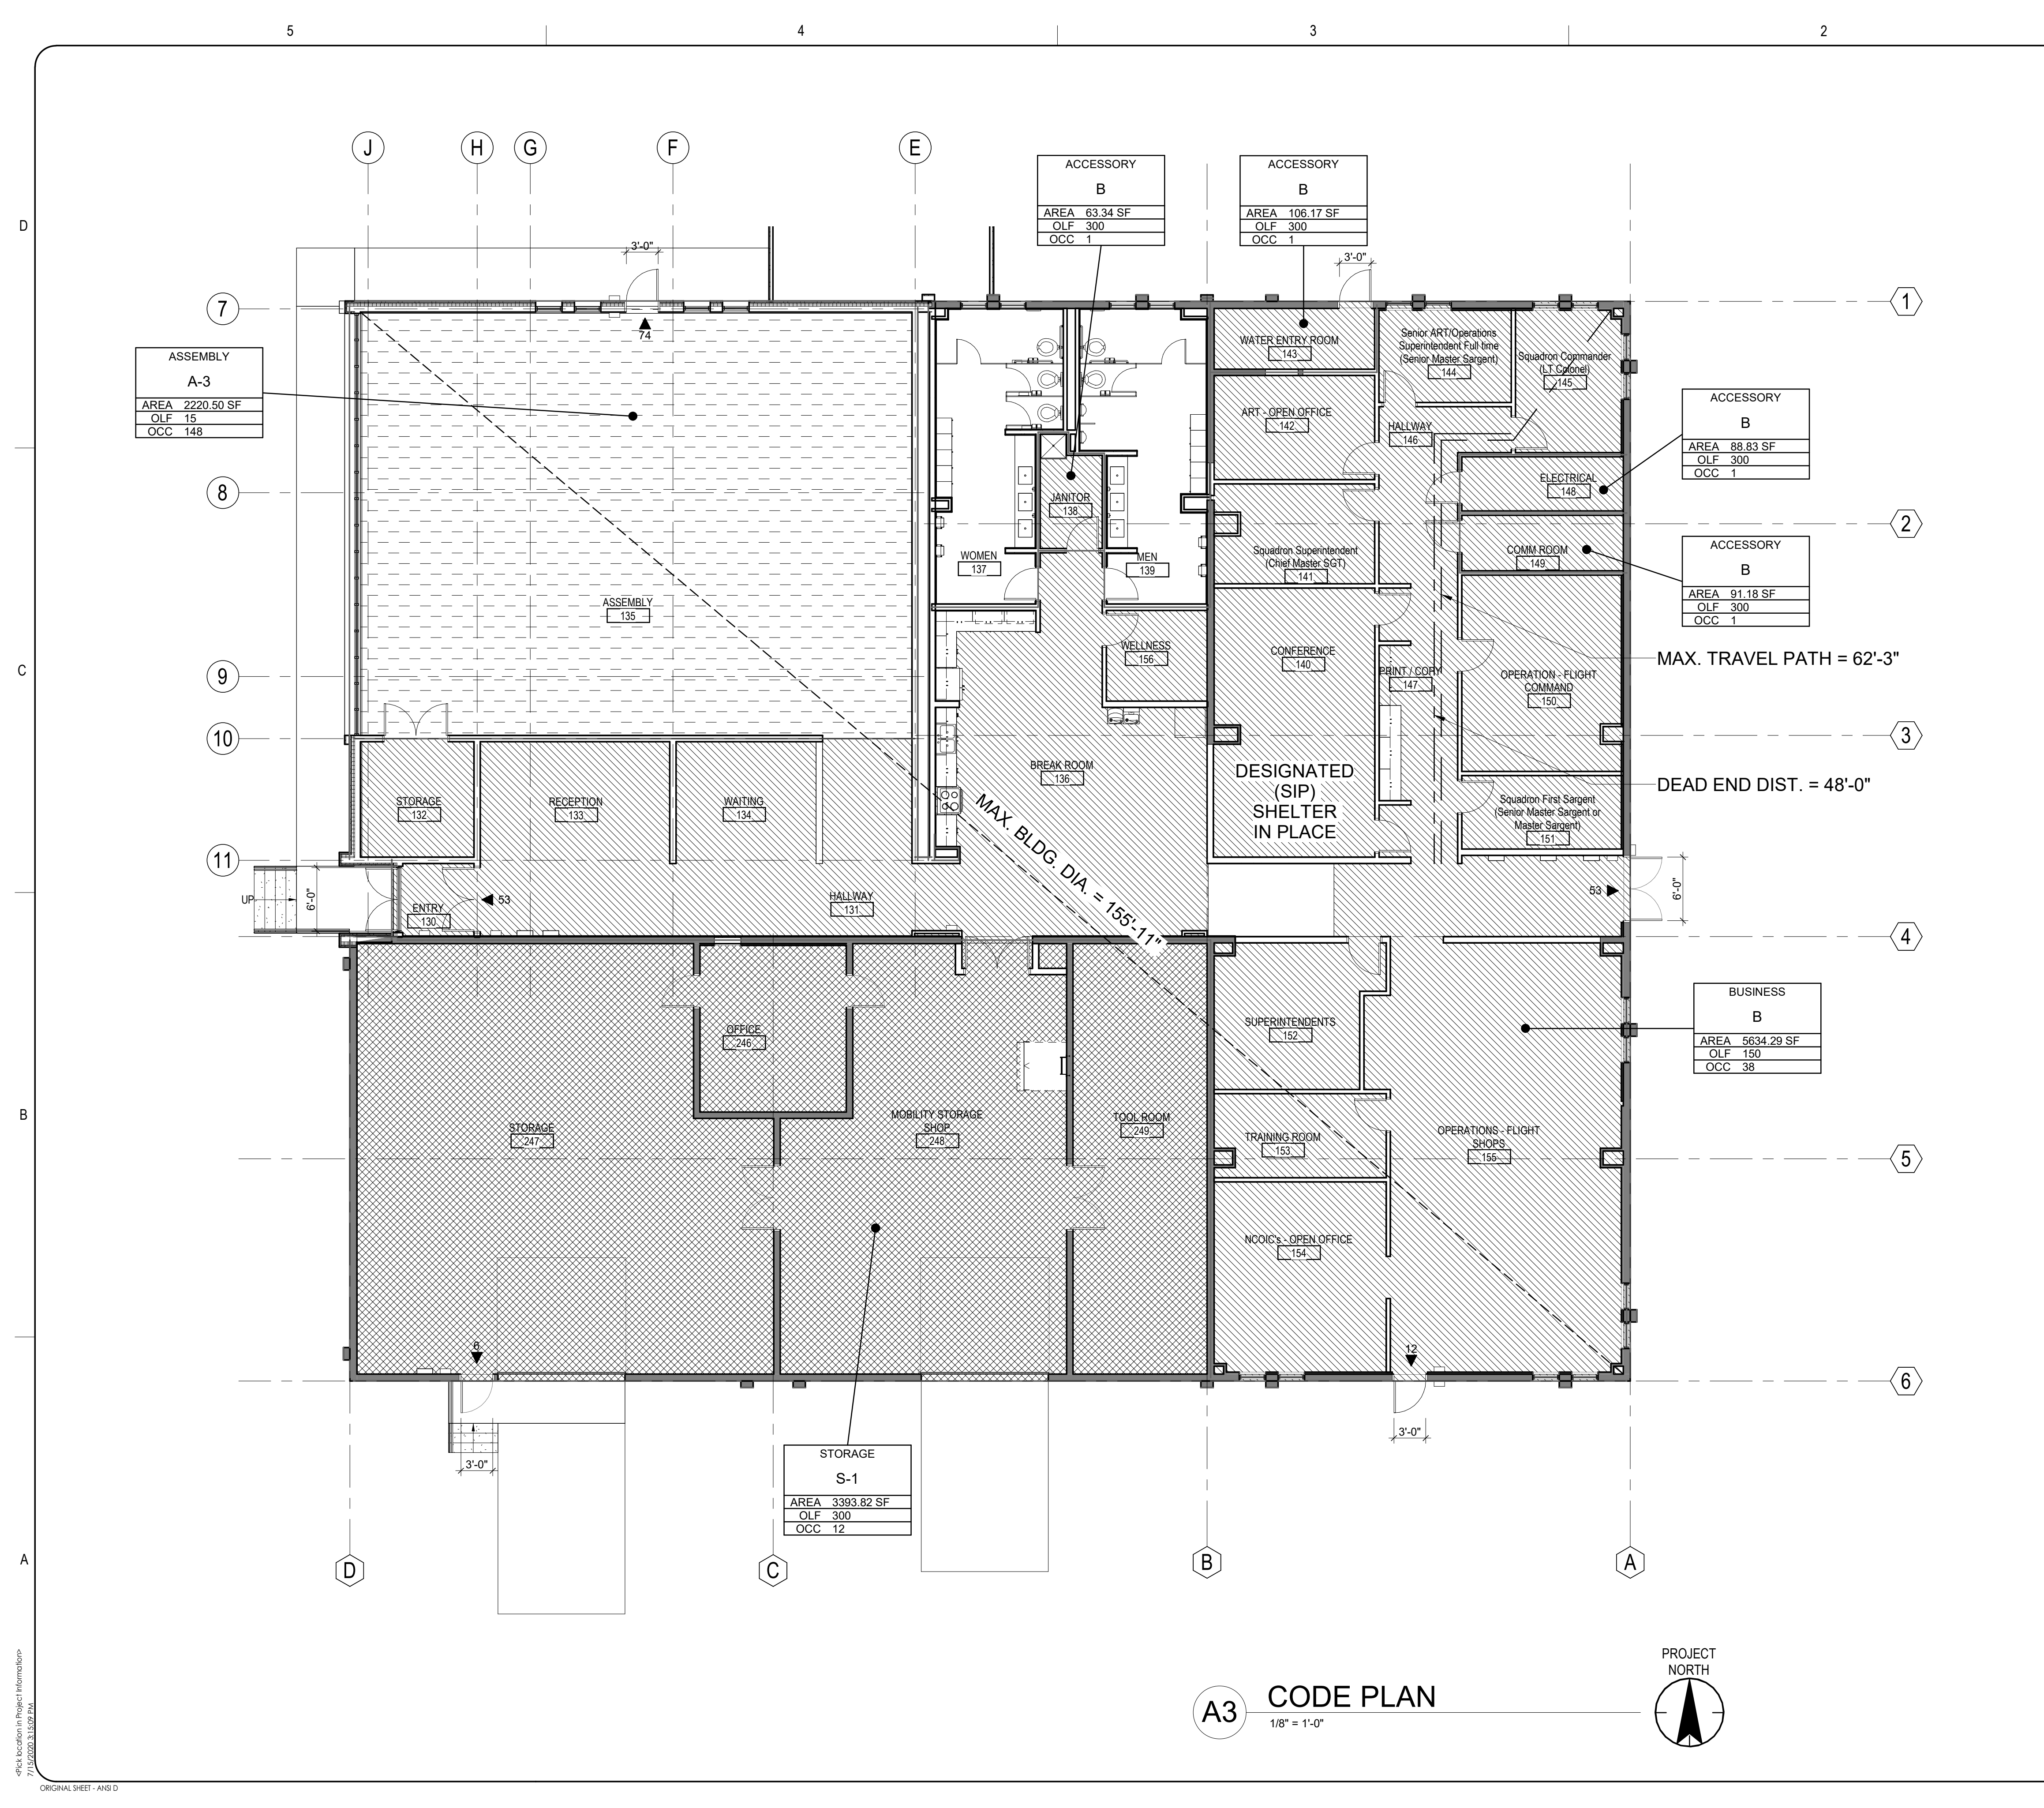 5
4
3
2
D
C
B
A
J
H
G
F
E
7
8
9
10
11
1
2
3
4
5
6
D
C
B
A
ACCESSORY
B
AREA 63.34 SF
OLF 300
OCC 1
ACCESSORY
B
AREA 106.17 SF
OLF 300
OCC 1
3'-0"
3'-0"
74
ASSEMBLY
A-3
AREA 2220.50 SF
OLF 15
OCC 148
WATER ENTRY ROOM
143
Senior ART/Operations
Superintendent Full time
(Senior Master Sargent)
144
Squadron Commander
(LT Colonel)
145
ACCESSORY
B
AREA 88.83 SF
OLF 300
OCC 1
ART - OPEN OFFICE
142
HALLWAY
146
ELECTRICAL
148
JANITOR
138
WOMEN
137
MEN
139
Squadron Superintendent
(Chief Master SGT)
141
COMM ROOM
149
ACCESSORY
B
AREA 91.18 SF
OLF 300
OCC 1
ASSEMBLY
135
WELLNESS
156
CONFERENCE
140
PRINT / COPY
147
OPERATION - FLIGHT
COMMAND
150
MAX. TRAVEL PATH = 62'-3"
BREAK ROOM
136
DESIGNATED
(SIP)
SHELTER
IN PLACE
DEAD END DIST. = 48'-0"
STORAGE
132
RECEPTION
133
WAITING
134
MAX. BLDG. DIA. = 155'-11"
Squadron First Sargent
(Senior Master Sargent or
Master Sargent)
151
UP
6'-0"
ENTRY
130
53
HALLWAY
131
53
6'-0"
OFFICE
246
SUPERINTENDENTS
152
BUSINESS
B
AREA 5634.29 SF
OLF 150
OCC 38
STORAGE
247
MOBILITY STORAGE
SHOP
248
TOOL ROOM
249
TRAINING ROOM
153
OPERATIONS - FLIGHT
SHOPS
155
NCOIC's - OPEN OFFICE
154
6
12
3'-0"
3'-0"
STORAGE
S-1
AREA 3393.82 SF
OLF 300
OCC 12
A3
CODE PLAN
1/8" = 1'-0"
PROJECT
NORTH
<Pick location in Project Information>
7/15/2020 3:15:09 PM
ORIGINAL SHEET - ANSI D